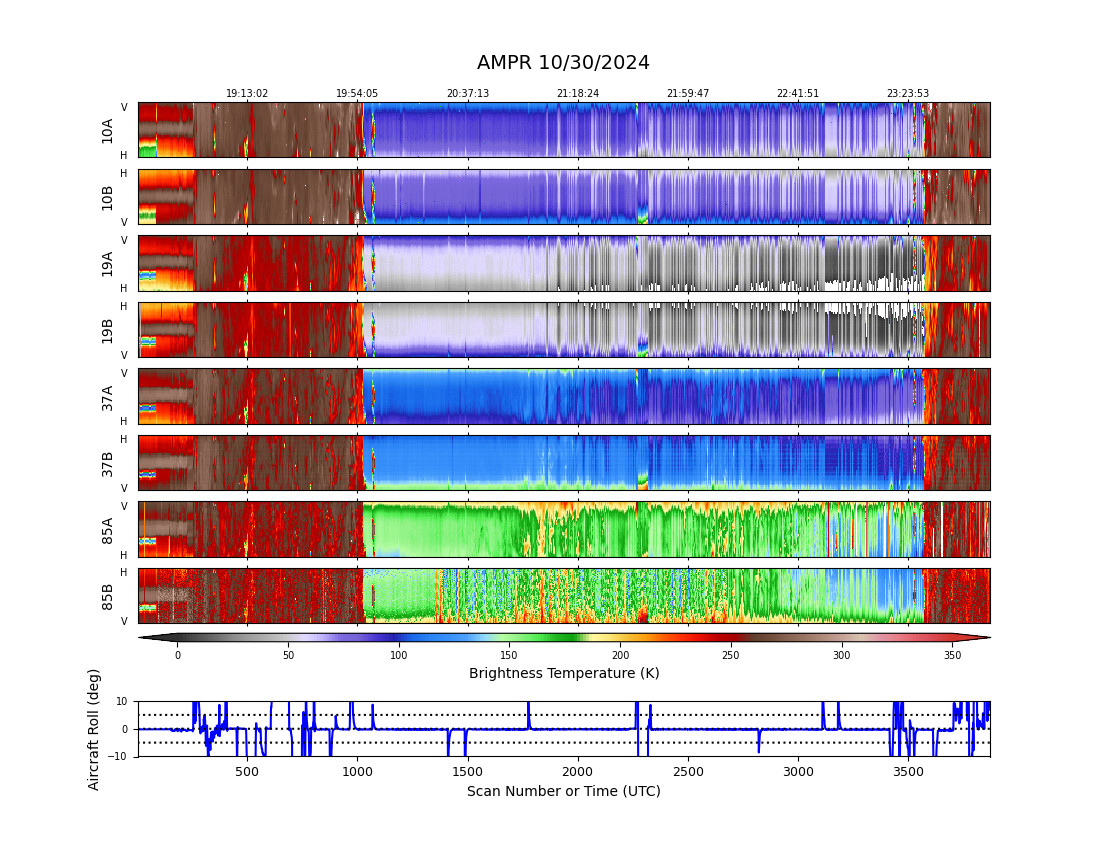 AMPR 10/30/2024
19:13:02 19:54:05 20:37:13 21:18:24 21:59:47 22:41:51 23:23:53
V
10A
H
H
10B
V
V
19A
H
H
19B
V
V
37A
H
H
37B
V
V
85A
H
H
85B
V
0 50 100 150 200 250 300 350
Brightness Temperature (K)
Aircraft Roll (deg)
10
0
−10
500 1000 1500 2000 2500 3000 3500
Scan Number or Time (UTC)